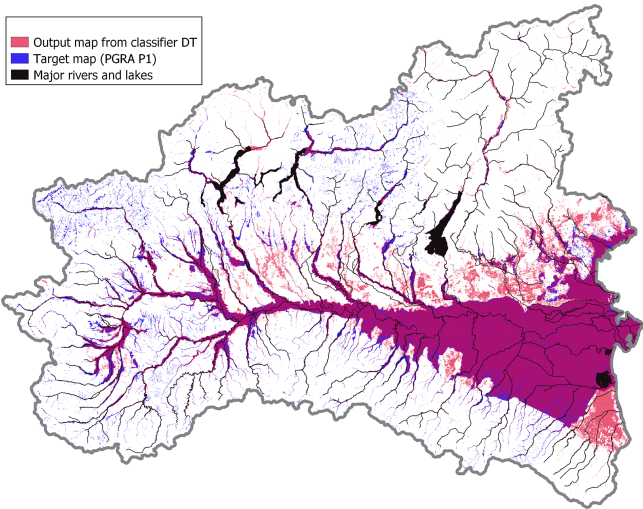 Output map from classifier DT
Target map (PGRA P1)
Major rivers and lakes